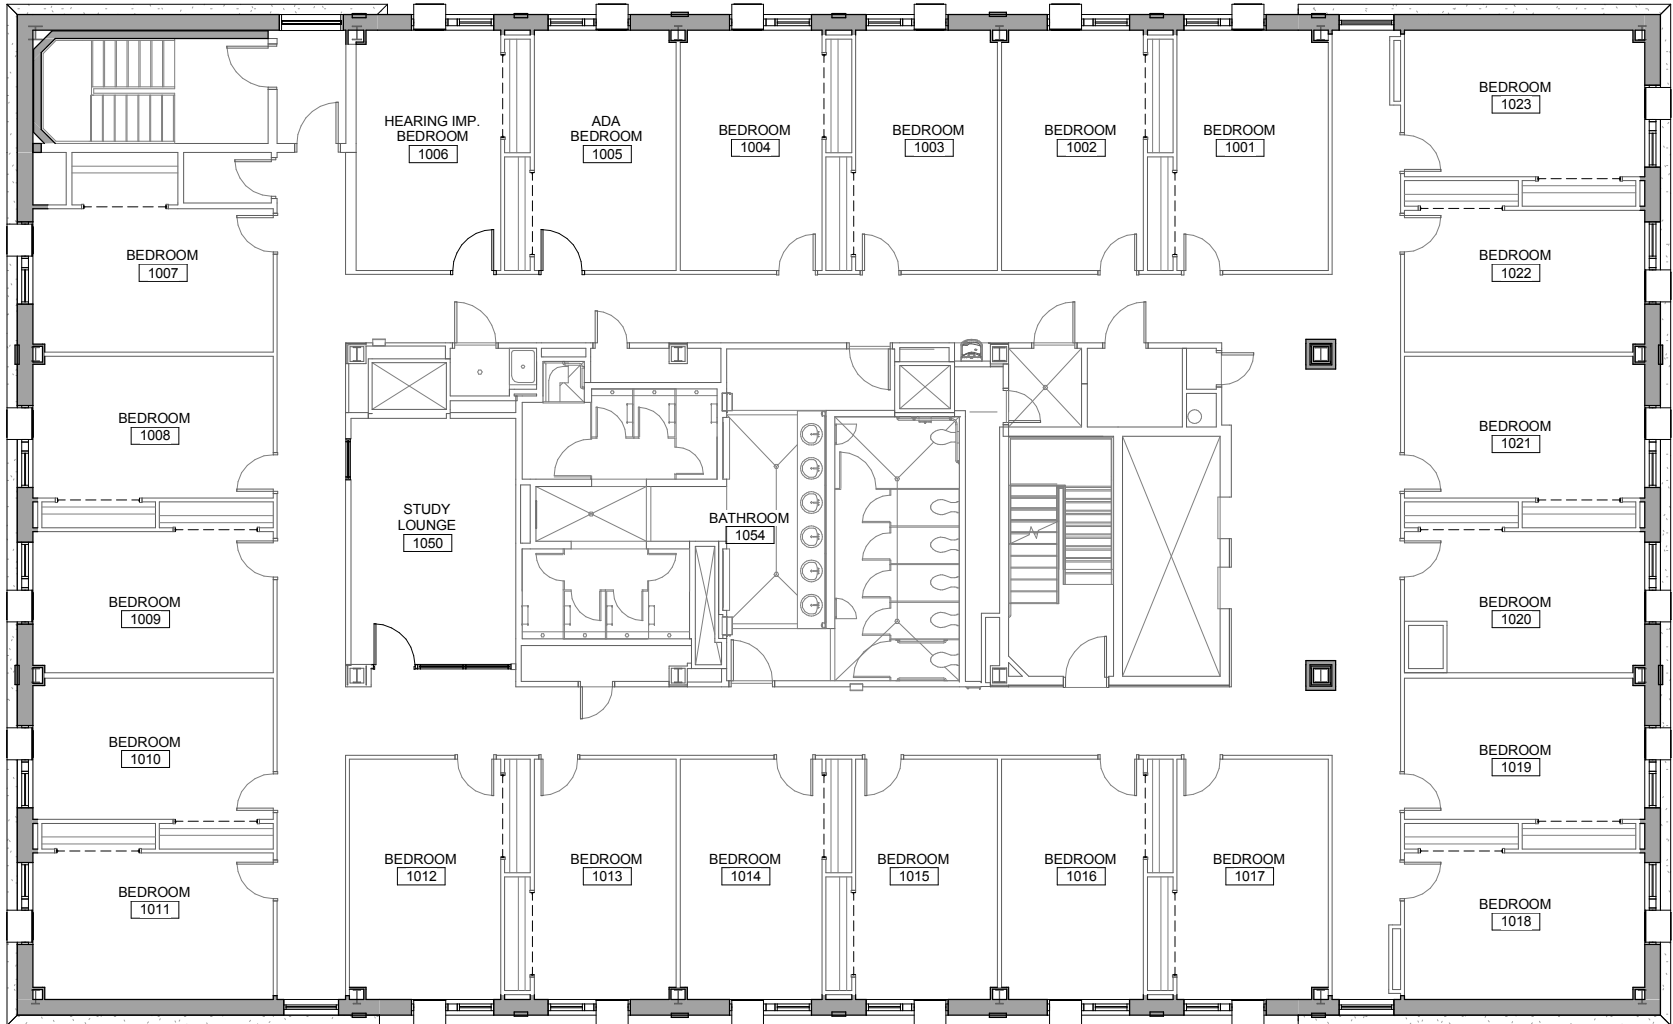 HEARING IMP.
BEDROOM
1006
ADA
BEDROOM
1005
BEDROOM
1004
BEDROOM
1003
BEDROOM
1002
BEDROOM
1001
BEDROOM
1023
BEDROOM
1007
BEDROOM
1022
BEDROOM
1008
BEDROOM
1021
STUDY
LOUNGE
1050
BATHROOM
1054
BEDROOM
1009
BEDROOM
1020
BEDROOM
1010
BEDROOM
1019
BEDROOM
1011
BEDROOM
1012
BEDROOM
1013
BEDROOM
1014
BEDROOM
1015
BEDROOM
1016
BEDROOM
1017
BEDROOM
1018